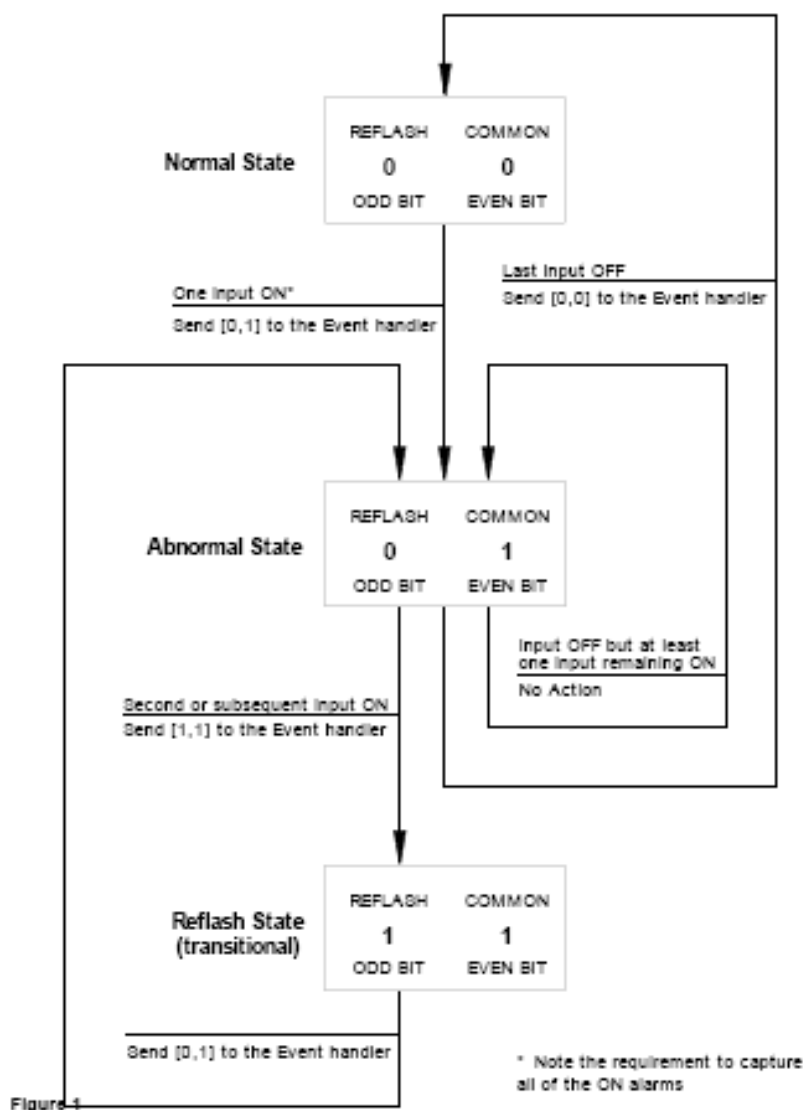 REFLASH COMMON
Normal State
0 0
ODD BIT EVEN BIT
One Input ON*
Send [0,1] to the Event handler
Last Input OFF
Send [0,0] to the Event handler
REFLASH COMMON
Abnormal State
0 1
ODD BIT EVEN BIT
Input OFF but at least
one Input remaining ON
No Action
Second or subsequent Input ON
Send [1,1] to the Event handler
REFLASH COMMON
Reflash State
(transitional)
1 1
ODD BIT EVEN BIT
Send [0,1] to the Event handler
* Note the requirement to capture
all of the ON alarms
Figure 1